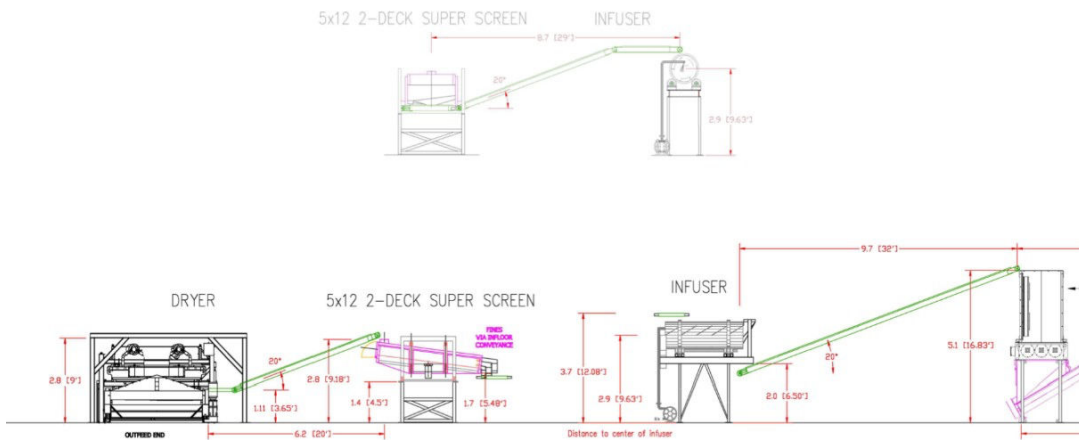 5x12 2-DECK SUPER SCREEN
INFUSER
8.7 [29']
20°
2.9 [9.63"]
9.7 [32"]
DRYER
5x12 2-DECK SUPER SCREEN
INFUSER
FINES
VIA INFLOOR
CONVEYANCE
20°
2.8 [9']
2.8 [9.18"]
1.11 [3.65']
1.4 [4.5"]
1.7 [5.48"]
3.7 [12.08"]
2.9 [9.63"]
20°
5.1 [16.83"]
2.0 [6.50"]
OUTFEED END
6.2 [20"]
Distance to center of infuser